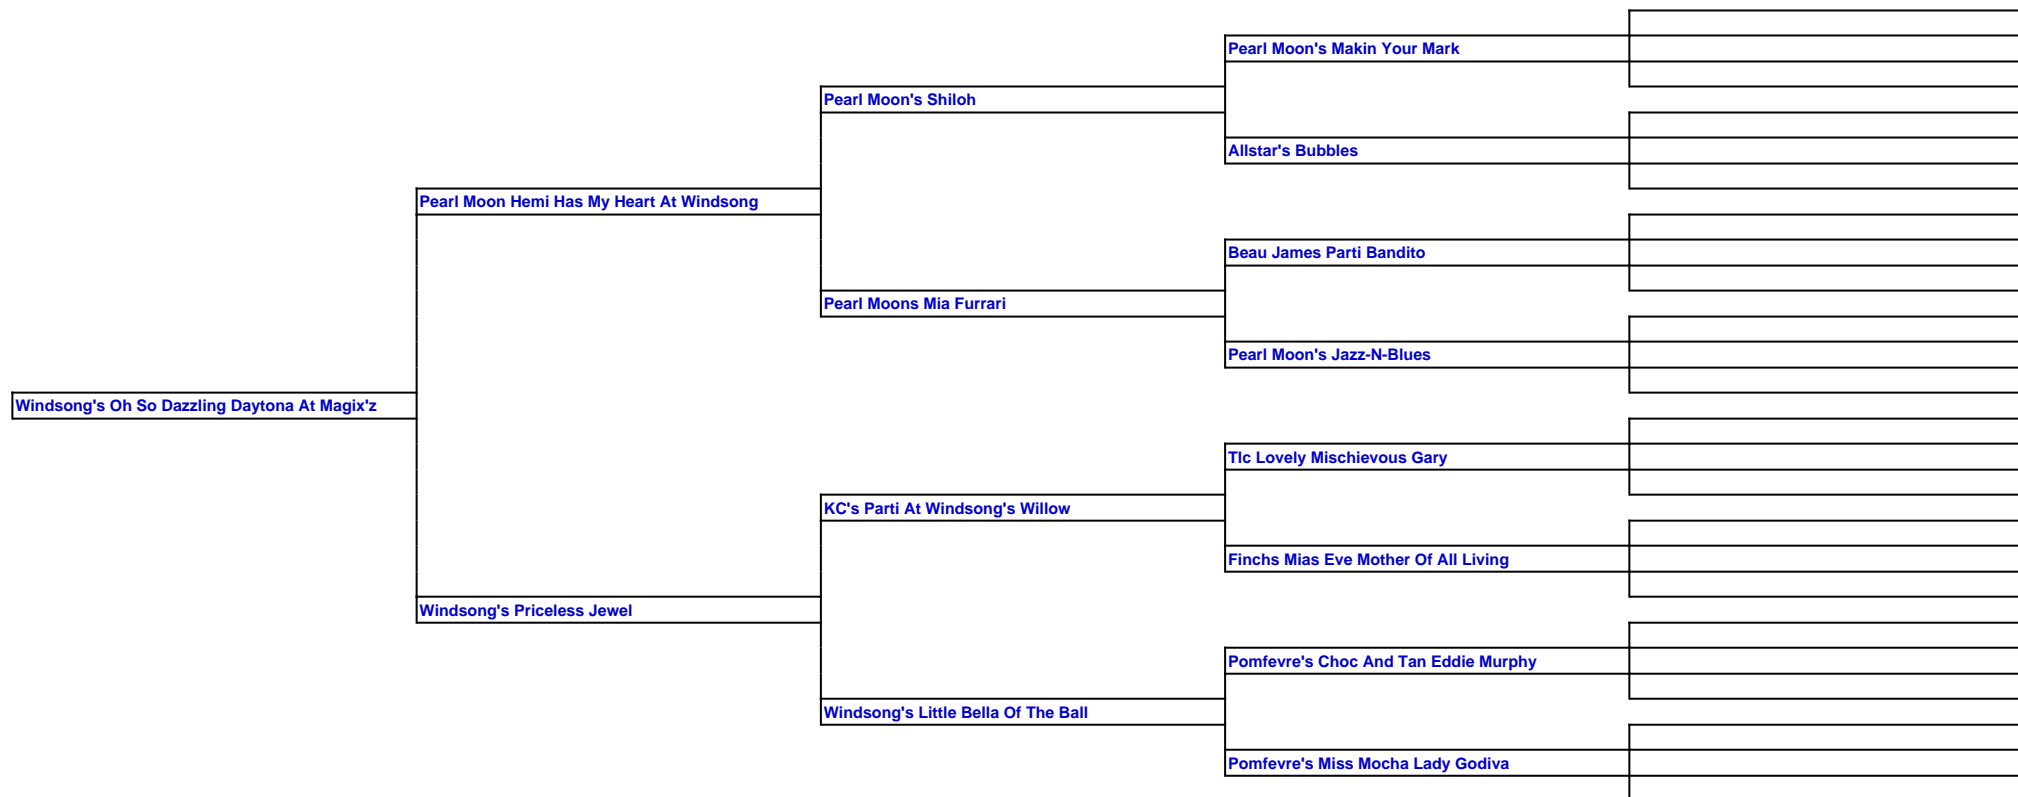 Pearl Moon's Makin Your Mark
Pearl Moon's Shiloh
Allstar's Bubbles
Pearl Moon Hemi Has My Heart At Windsong
Beau James Parti Bandito
Pearl Moons Mia Furrari
Pearl Moon's Jazz-N-Blues
Windsong's Oh So Dazzling Daytona At Magix'z
Tlc Lovely Mischievous Gary
KC's Parti At Windsong's Willow
Finchs Mias Eve Mother Of All Living
Windsong's Priceless Jewel
Pomfevre's Choc And Tan Eddie Murphy
Windsong's Little Bella Of The Ball
Pomfevre's Miss Mocha Lady Godiva